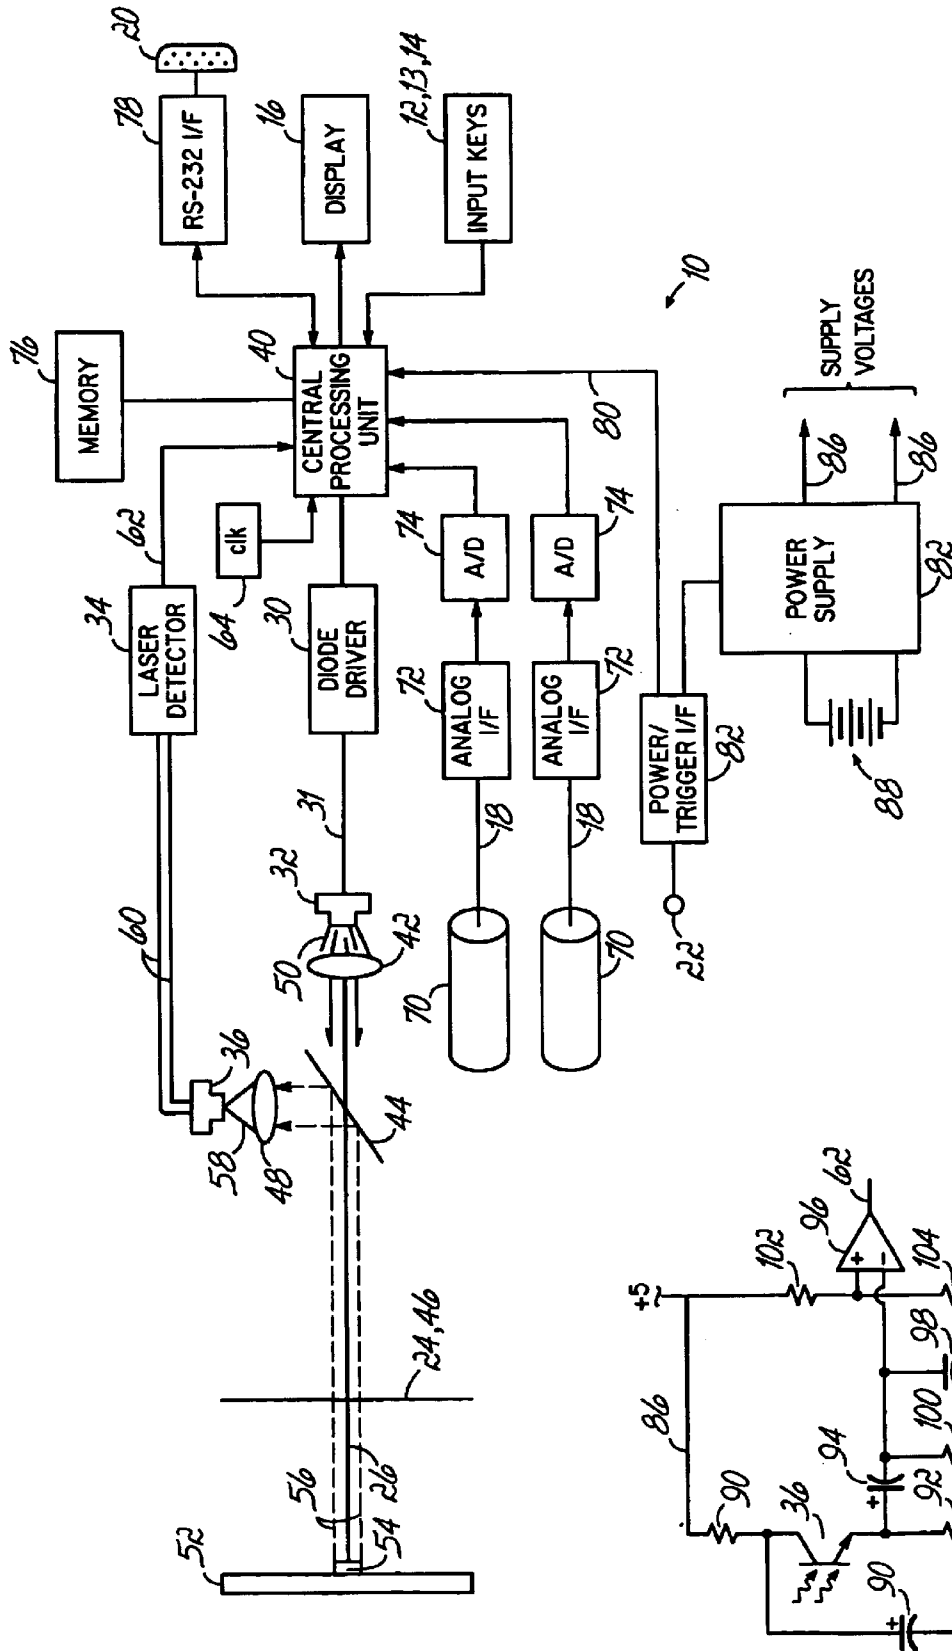 20
78
RS-232 I/F
16
DISPLAY
12,13,14
INPUT KEYS
76
MEMORY
40
CENTRAL
PROCESSING
UNIT
80
10
62
clk
64
34
LASER
DETECTOR
30
DIODE
DRIVER
31
32
42
50
60
36
58
48
44
24,46
26
56
54
52
74
A/D
74
A/D
72
ANALOG
I/F
72
ANALOG
I/F
18
18
70
70
22
POWER/
TRIGGER I/F
82
SUPPLY
VOLTAGES
86
86
POWER
SUPPLY
82
88
+5
86
90
102
96
+
-
62
104
98
100
94
+
92
36
90
+